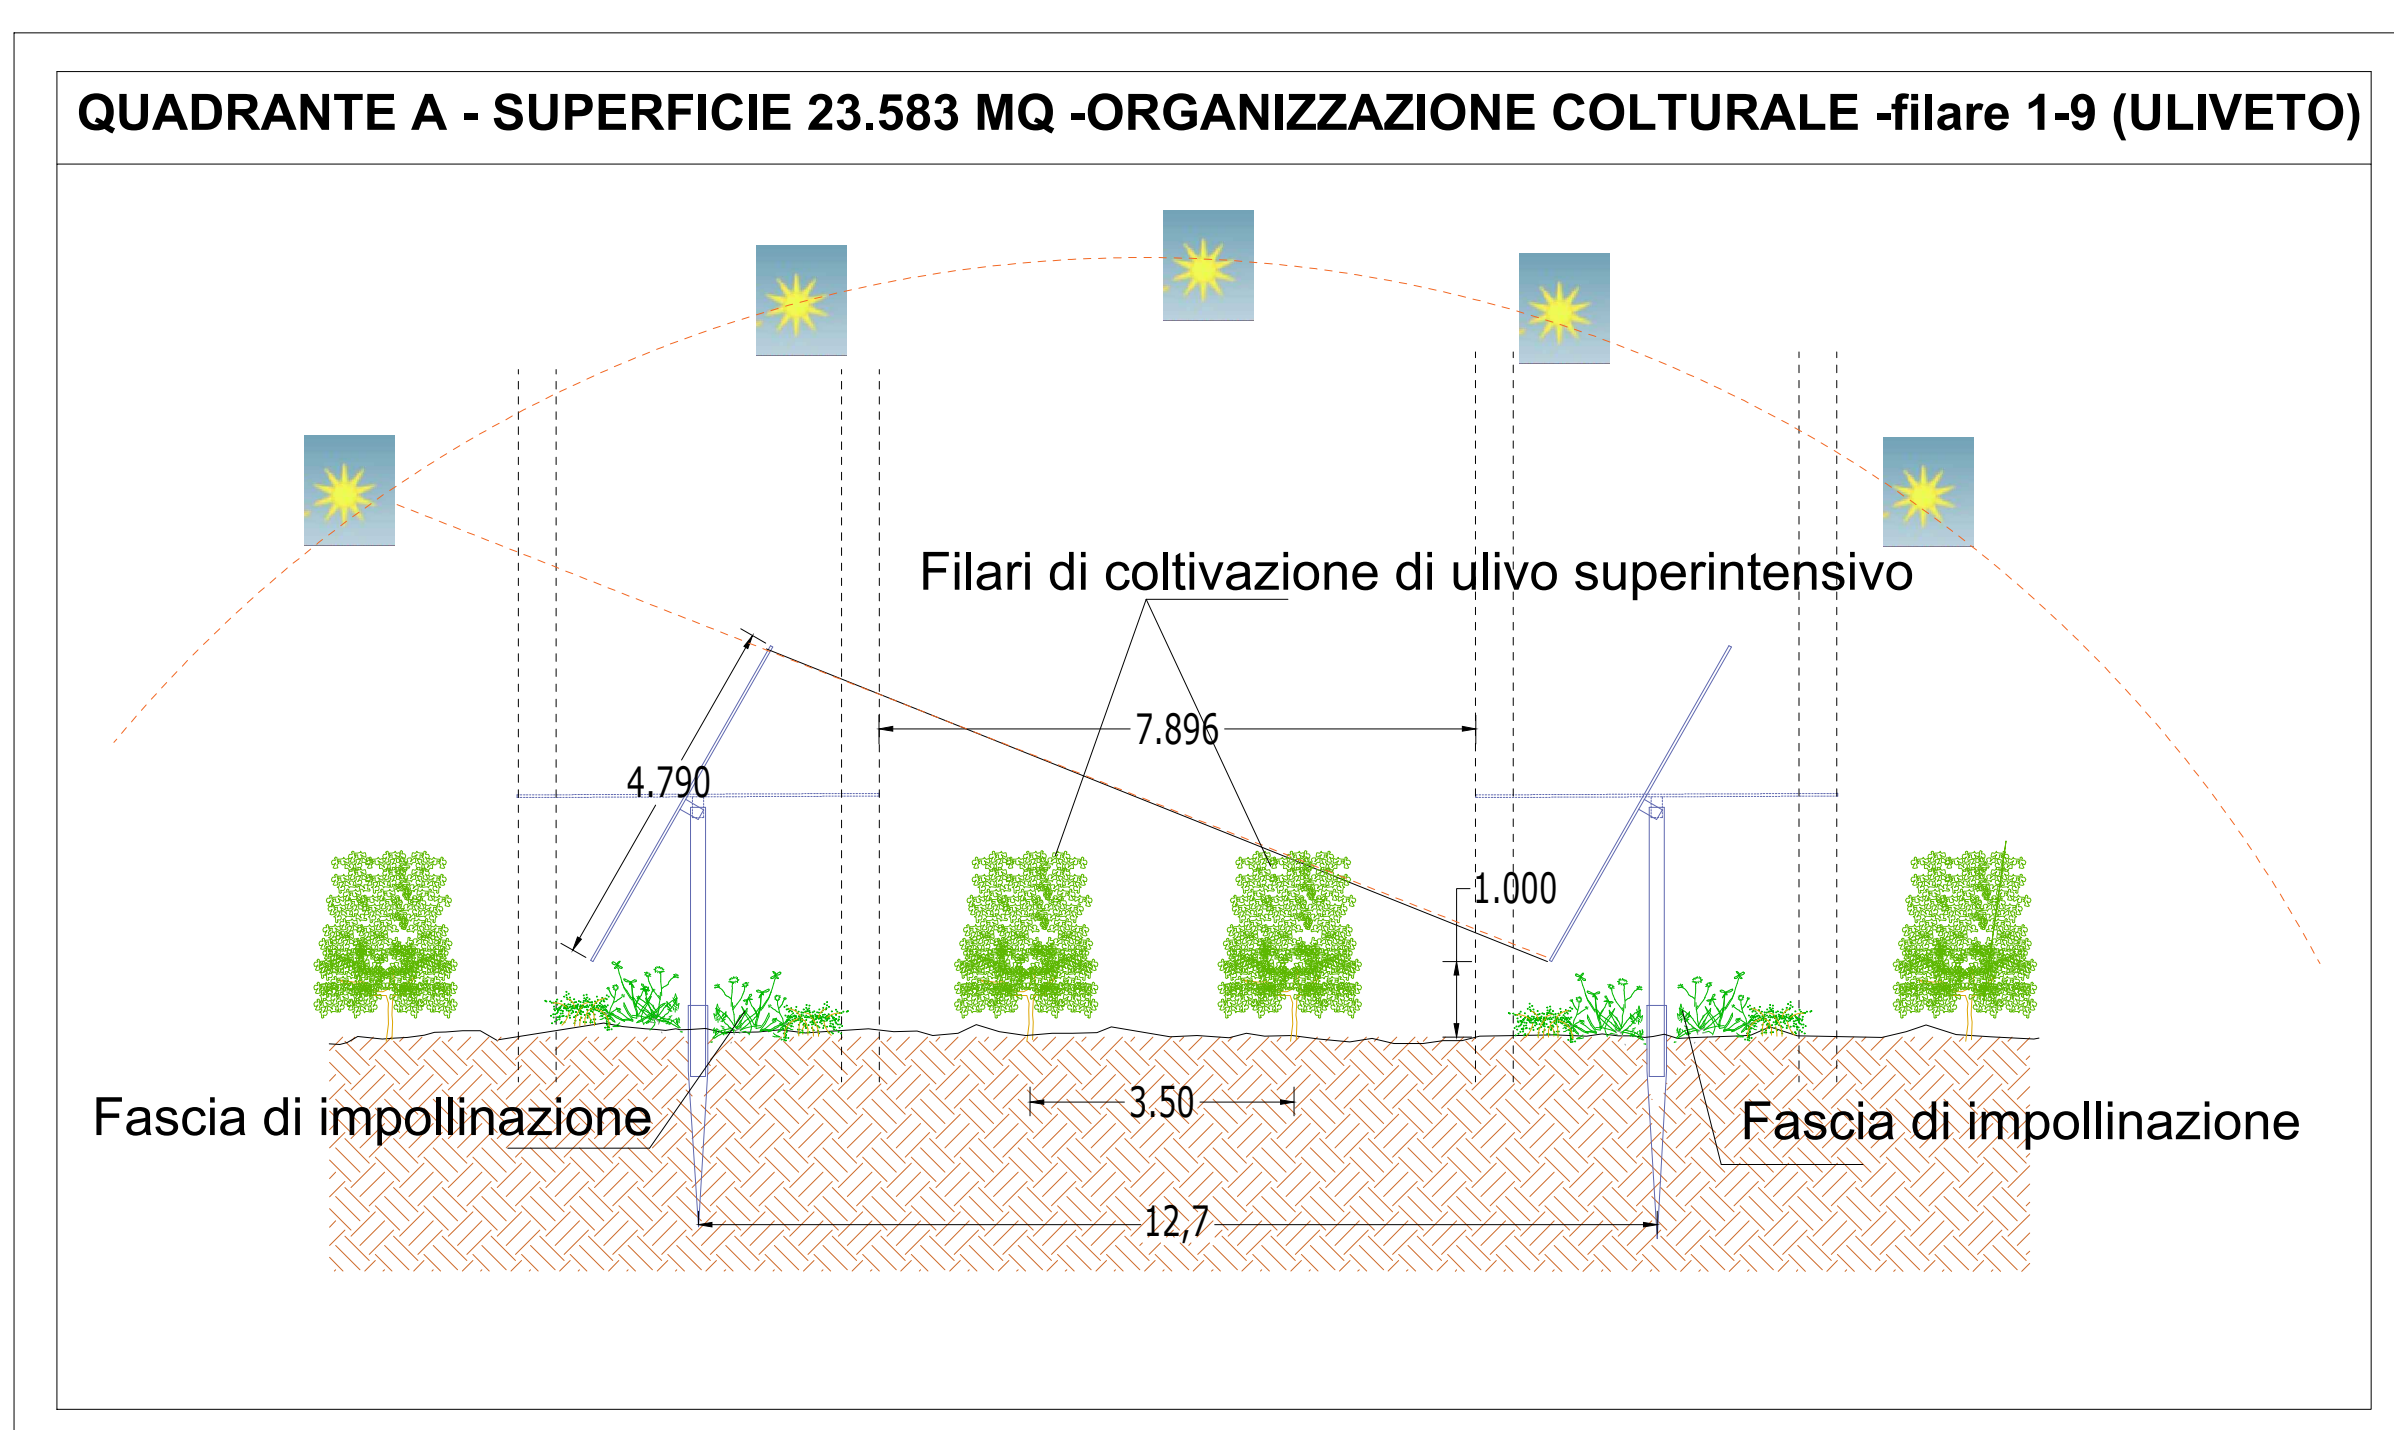 QUADRANTE A - SUPERFICIE 23.583 MQ -ORGANIZZAZIONE COLTURALE -filare 1-9 (ULIVETO)
Filari di coltivazione di ulivo superintensivo
7.896
4.790
1.000
3.50
Fascia di impollinazione
Fascia di impollinazione
12,7